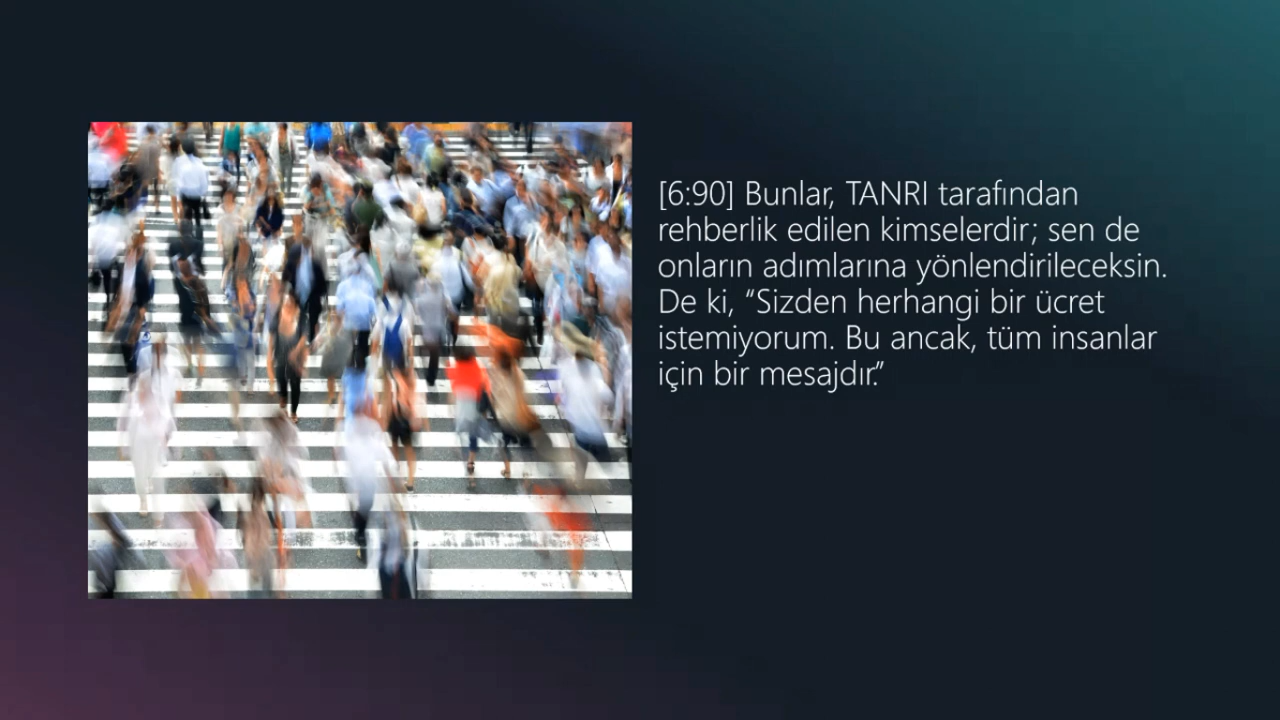 [6:90] Bunlar, TANRI tarafından
rehberlik edilen kimselerdir; sen de
onların adımlarına yönlendirileceksin.
De ki, “Sizden herhangi bir ücret
istemiyorum. Bu ancak, tüm insanlar
için bir mesajdır.”